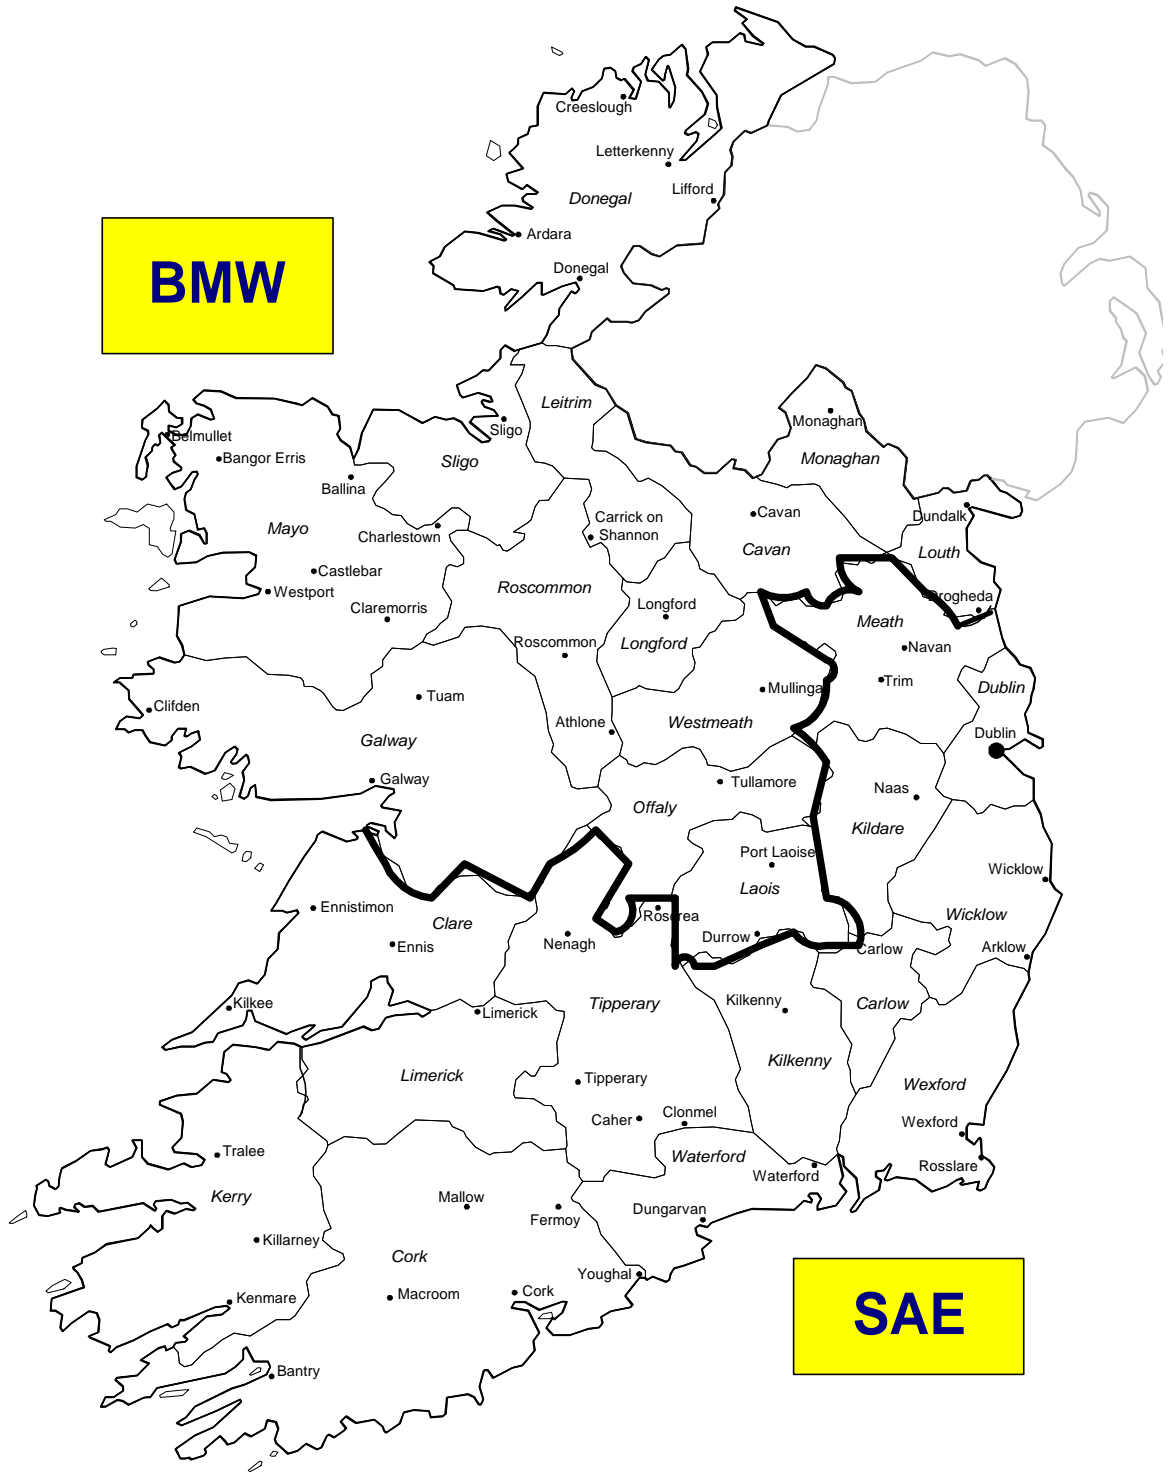 Creeslough
Letterkenny
Lifford
Donegal
Ardara
Donegal
BMW
Leitrim
Belmullet
Sligo
Monaghan
Bangor Erris
Sligo
Monaghan
Ballina
Carrick on
Shannon
Cavan
Dundalk
Mayo
Charlestown
Cavan
Louth
Castlebar
Roscommon
Westport
Claremorris
Longford
Drogheda
Meath
Roscommon
Longford
Navan
Trim
Dublin
Tuam
Mullinga
Clifden
Athlone
Westmeath
Dublin
Galway
Galway
Tullamore
Naas
Offaly
Kildare
Port Laoise
Wicklow
Laois
Ennistimon
Clare
Roscrea
Wicklow
Ennis
Nenagh
Durrow
Carlow
Arklow
Kilkee
Limerick
Tipperary
Kilkenny
Carlow
Limerick
Kilkenny
Tipperary
Wexford
Caher
Clonmel
Wexford
Tralee
Waterford
Waterford
Rosslare
Kerry
Mallow
Fermoy
Dungarvan
Killarney
Cork
Youghal
Kenmare
Macroom
Cork
SAE
Bantry